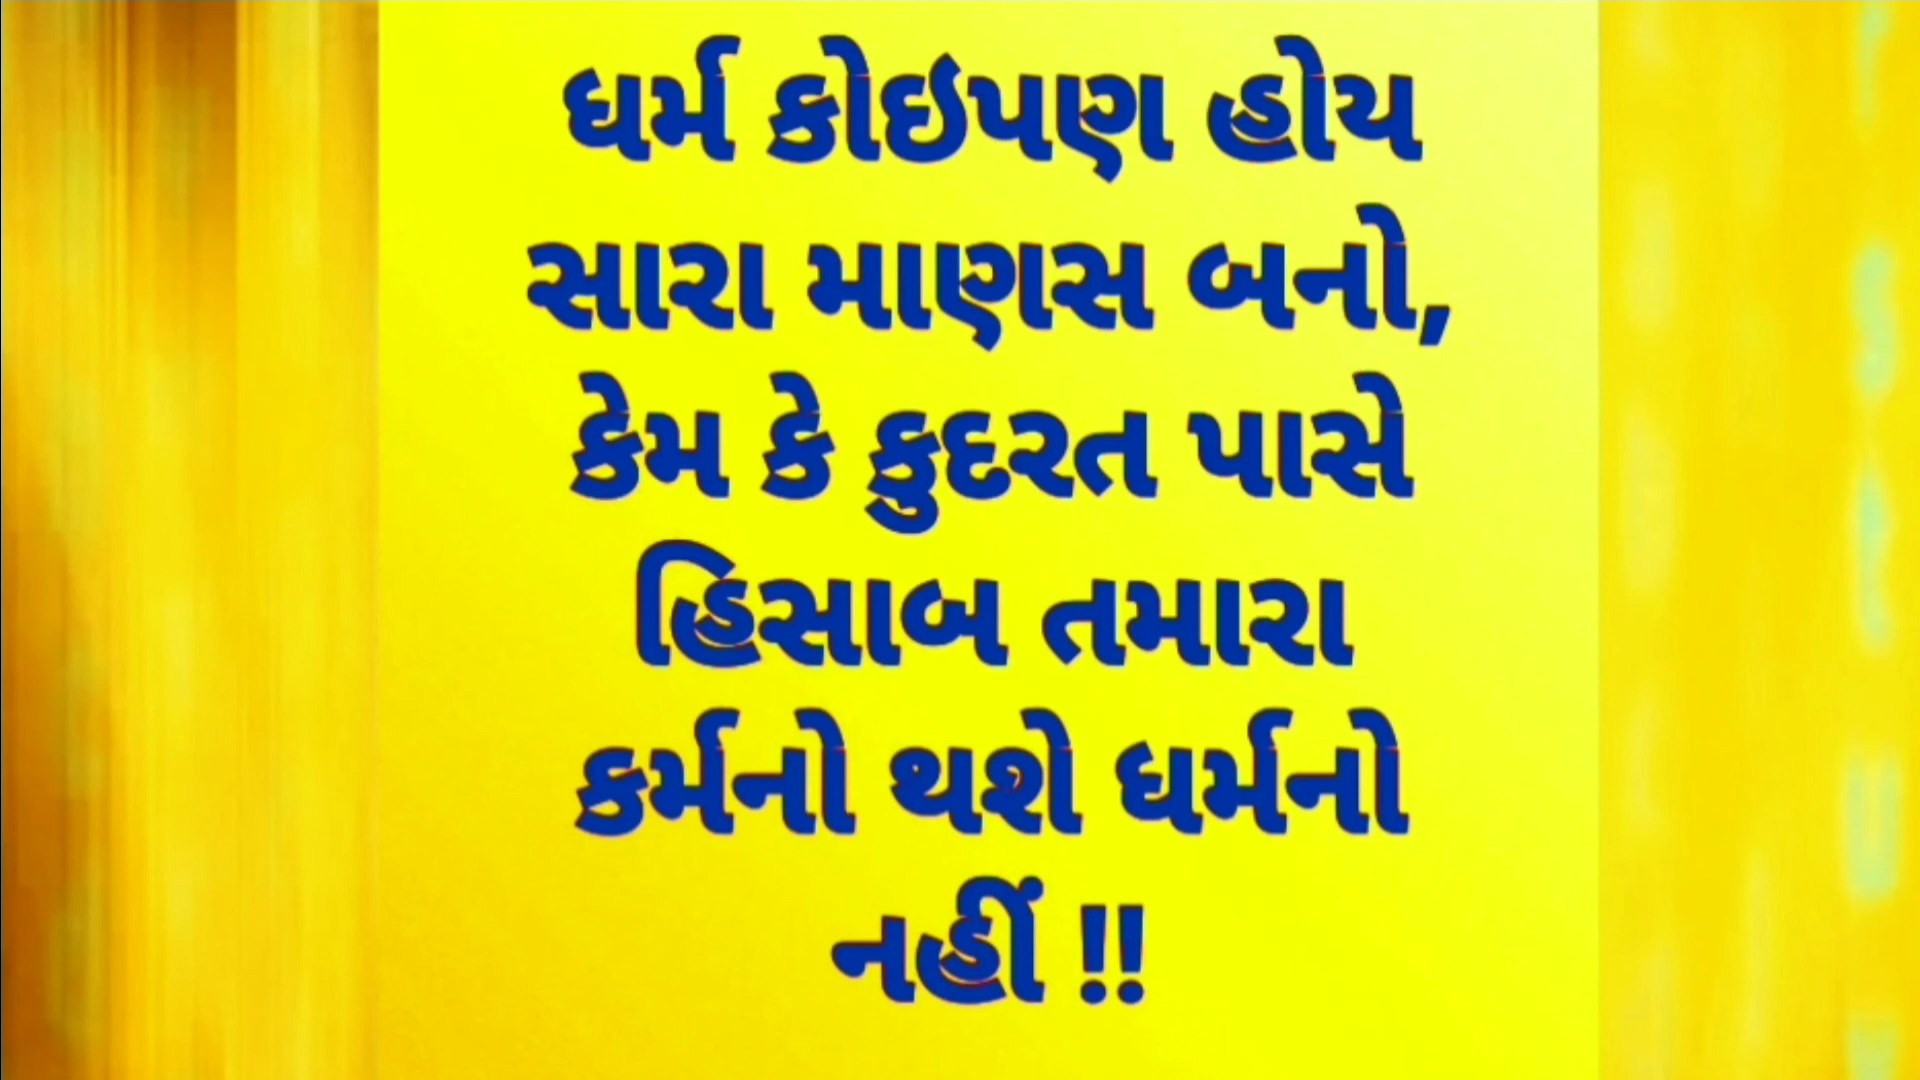 ધર્મ કોઇપણ હોય
સારા માણસ બનો,
કેમ કે કુદરત પાસે
હિસાબ તમારા
કર્મનો થશે ધર્મનો
નહીં !!